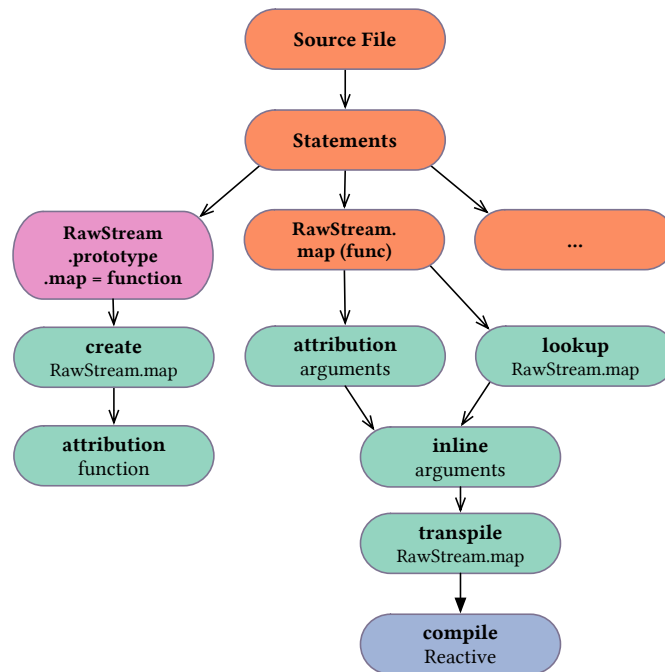 Source File
Statements
RawStream
.prototype
.map = function
RawStream.
map (func)
...
create
RawStream.map
attribution
arguments
lookup
RawStream.map
attribution
function
inline
arguments
transpile
RawStream.map
compile
Reactive